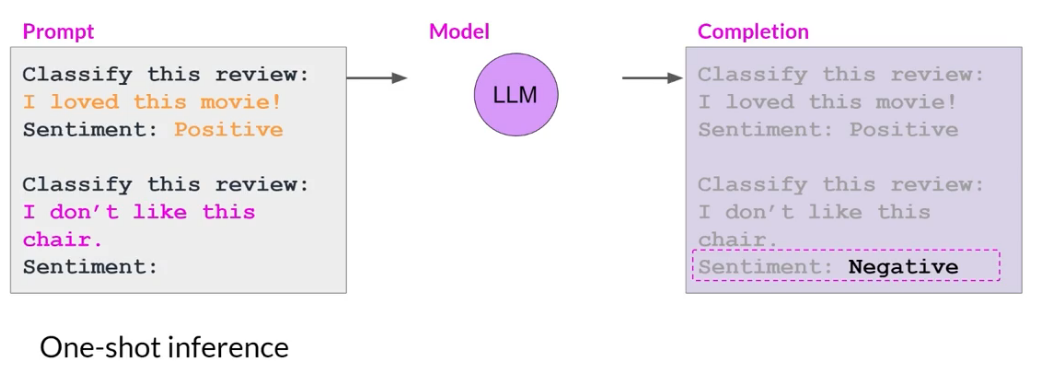 Prompt
Classify this review:
I loved this movie!
Sentiment: Positive
Classify this review:
I don’t like this
chair.
Sentiment:
Model
LLM
Completion
Classify this review:
I loved this movie!
Sentiment: Positive
Classify this review:
I don’t like this
chair.
Sentiment: Negative
One-shot inference